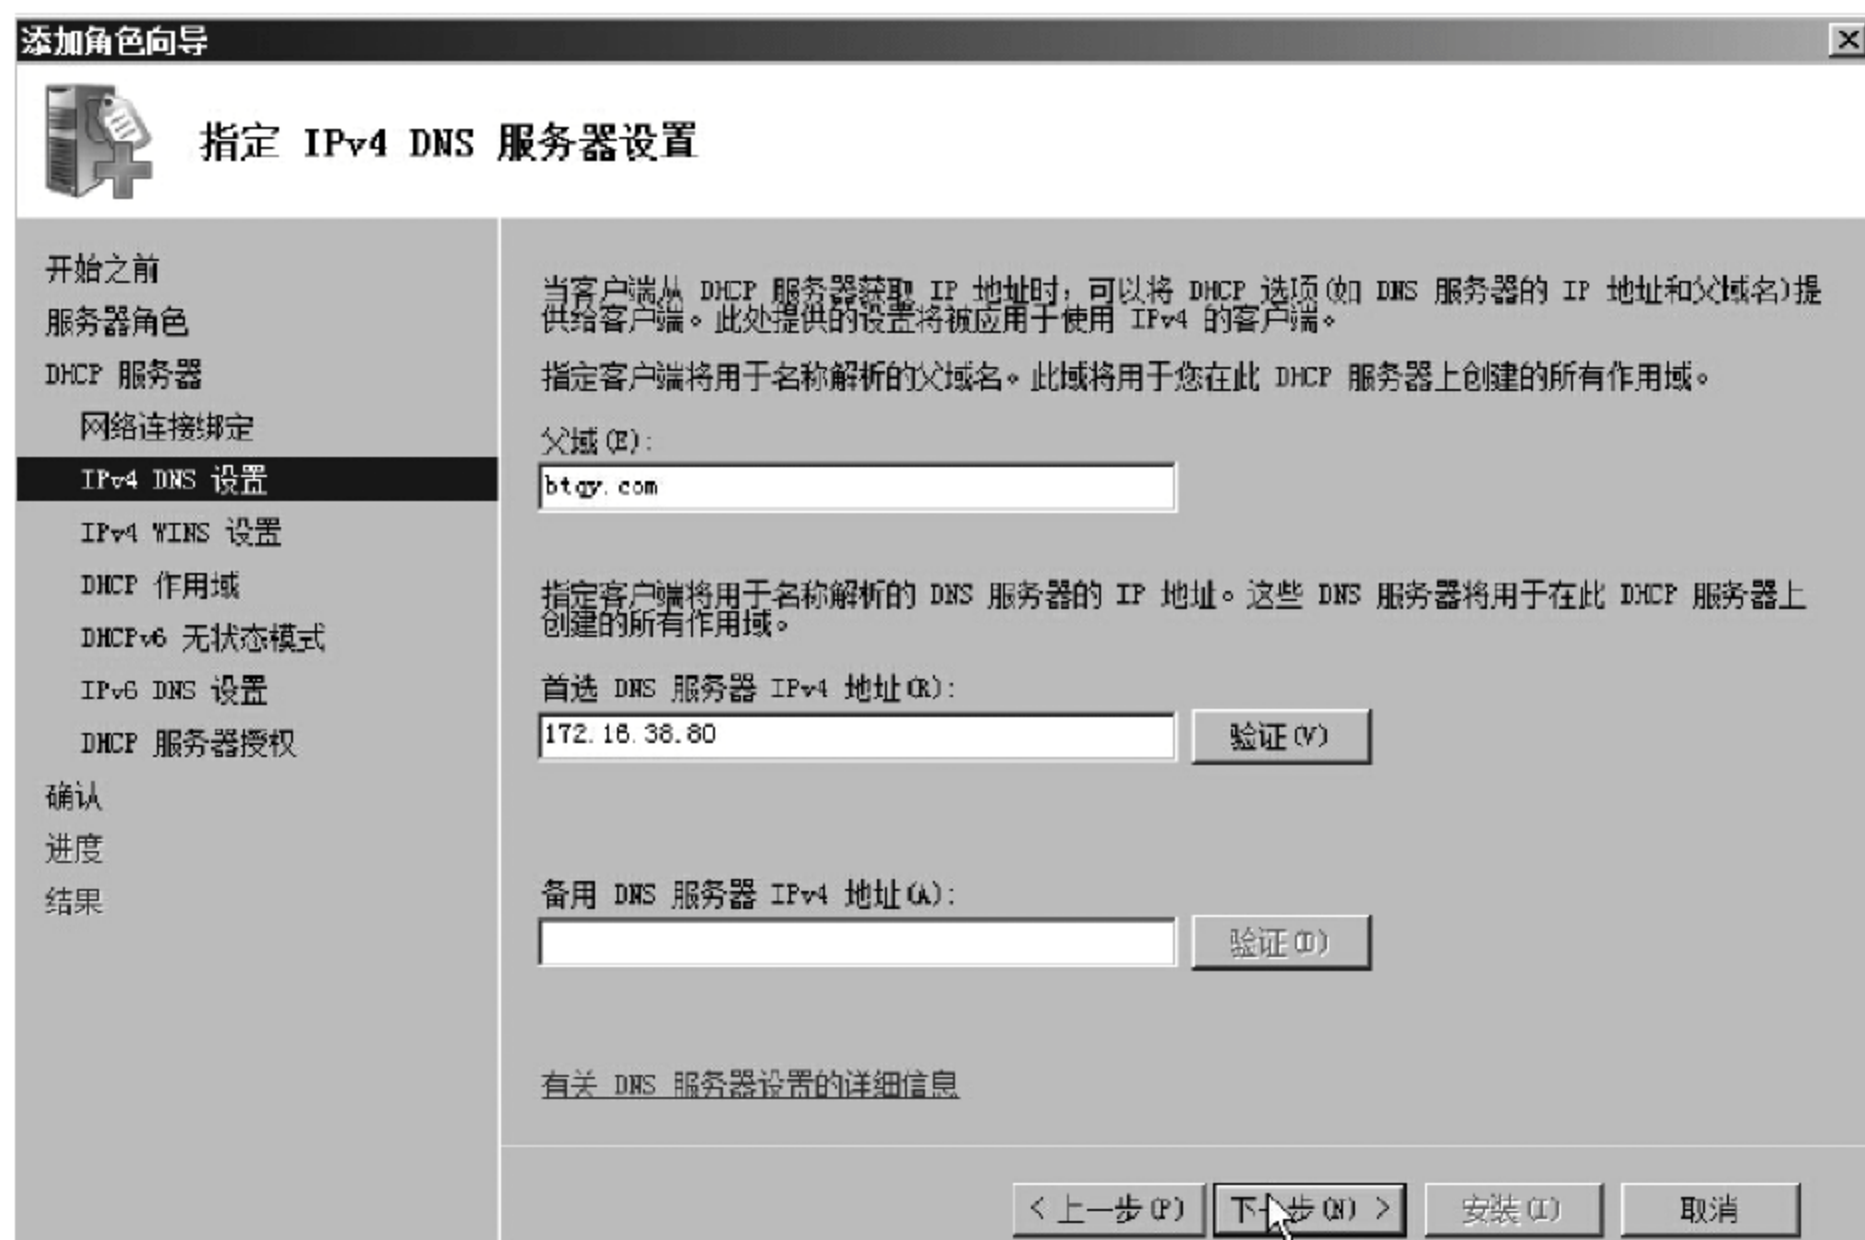 添加角色向导
指定 IPv4 DNS 服务器设置
开始之前
服务器角色
DHCP 服务器
网络连接绑定
IPv4 DNS 设置
IPv4 WINS 设置
DHCP 作用域
DHCPv6 无状态模式
IPv6 DNS 设置
DHCP 服务器授权
确认
进度
结果
当客户端从 DHCP 服务器获取 IP 地址时，可以将 DHCP 选项(如 DNS 服务器的 IP 地址和父域名)提
供给客户端。此处提供的设置将被应用于使用 IPv4 的客户端。
指定客户端将用于名称解析的父域名。此域将用于您在此 DHCP 服务器上创建的所有作用域。
父域(E):
btqy.com
指定客户端将用于名称解析的 DNS 服务器的 IP 地址。这些 DNS 服务器将用于在此 DHCP 服务器上
创建的所有作用域。
首选 DNS 服务器 IPv4 地址(R):
172.16.38.80
验证(V)
备用 DNS 服务器 IPv4 地址(A):
验证(D)
有关 DNS 服务器设置的详细信息
< 上一步(P)
下一步(N) >
安装(I)
取消